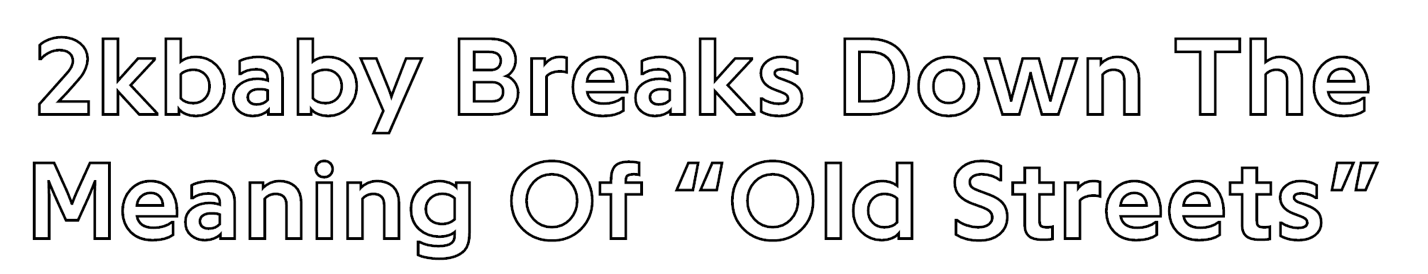 2kbaby Breaks Down The
Meaning Of “Old Streets”